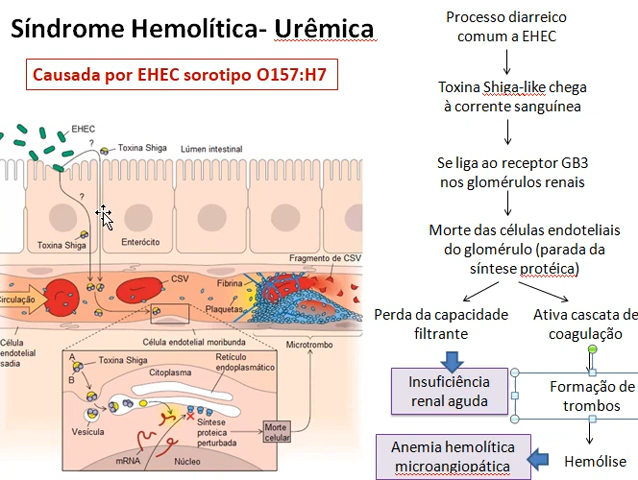 Síndrome Hemolítica- Urêmica
Causada por EHEC sorotipo O157:H7
EHEC
?
Toxina Shiga
Lúmen intestinal
?
Toxina Shiga
Enterócito
Fragmento de CSV
CSV
Fibrina
Circulação
Plaquetas
Célula
endotelial
sadia
Célula endotelial moribunda
Microtrombo
A
Toxina Shiga
B
Retículo
endoplasmático
Citoplasma
Vesícula
Síntese
proteica
perturbada
Morte
celular
mRNA
Núcleo
Processo diarreico
comum a EHEC
Toxina Shiga-like chega
à corrente sanguínea
Se liga ao receptor GB3
nos glomérulos renais
Morte das células endoteliais
do glomérulo (parada da
síntese protéica)
Perda da capacidade
filtrante
Ativa cascata de
coagulação
Insuficiência
renal aguda
Formação de
trombos
Anemia hemolítica
microangiopática
Hemólise